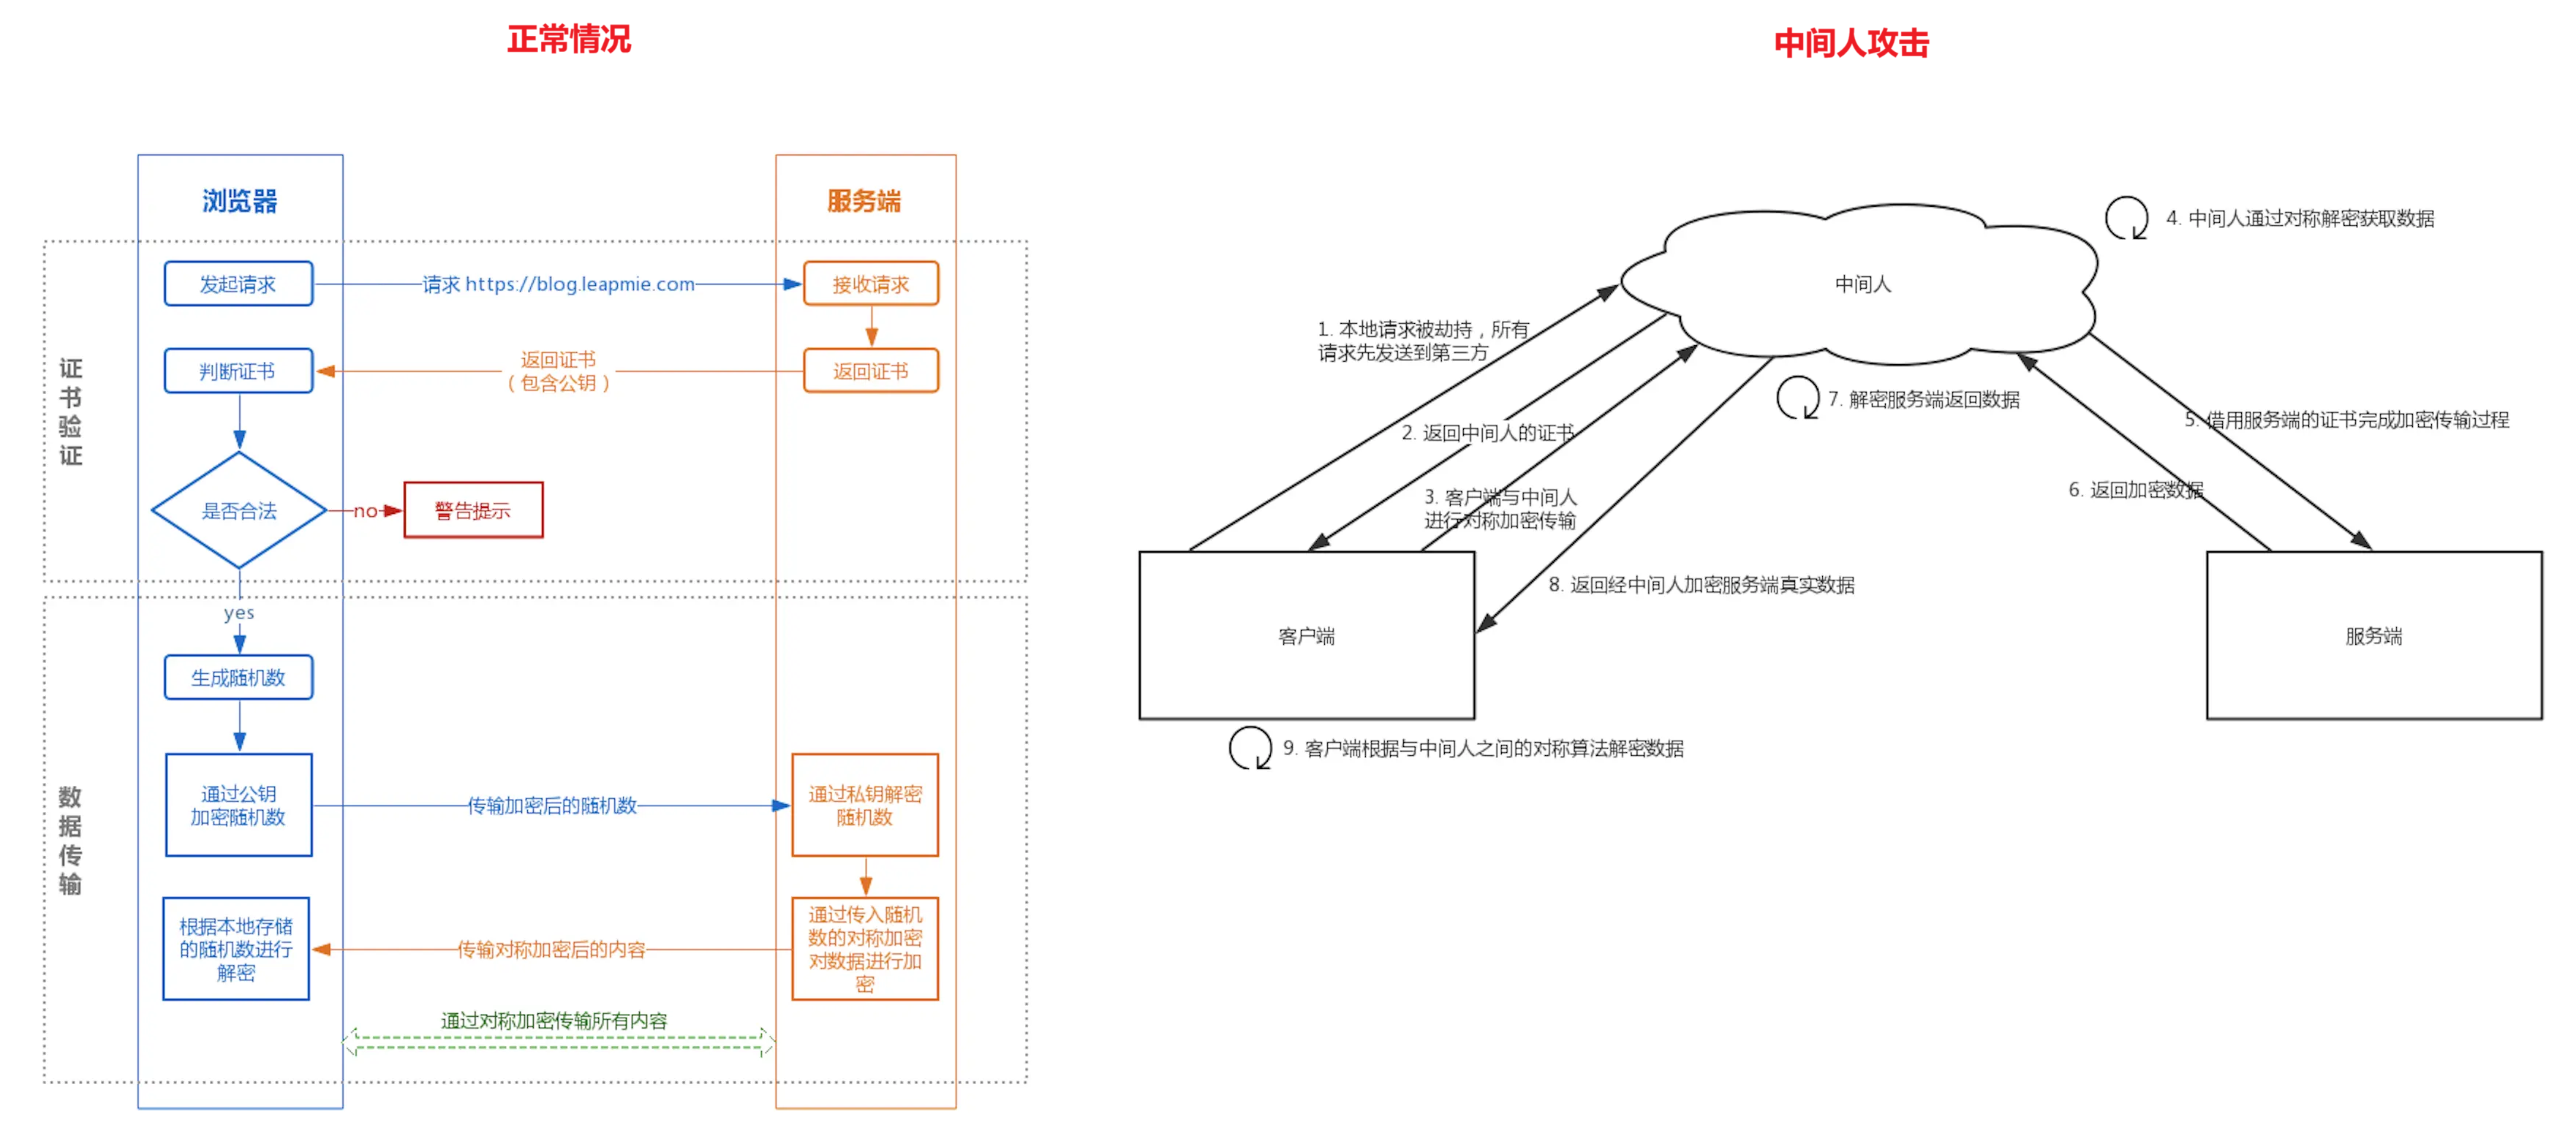 正常情况
浏览器
服务端
证书验证
发起请求
请求 https://blog.leapmie.com
接收请求
判断证书
返回证书
（包含公钥）
返回证书
是否合法
no
警告提示
数据传输
yes
生成随机数
通过公钥
加密随机数
传输加密后的随机数
通过私钥解密
随机数
根据本地存储
的随机数进行
解密
传输对称加密后的内容
通过传入随机
数的对称加密
对数据进行加
密
通过对称加密传输所有内容
中间人攻击
中间人
4. 中间人通过对称解密获取数据
1. 本地请求被劫持，所有
请求先发送到第三方
2. 返回中间人的证书
7. 解密服务端返回数据
5. 借用服务端的证书完成加密传输过程
3. 客户端与中间人
进行对称加密传输
6. 返回加密数据
8. 返回经中间人加密服务端真实数据
客户端
服务端
9. 客户端根据与中间人之间的对称算法解密数据